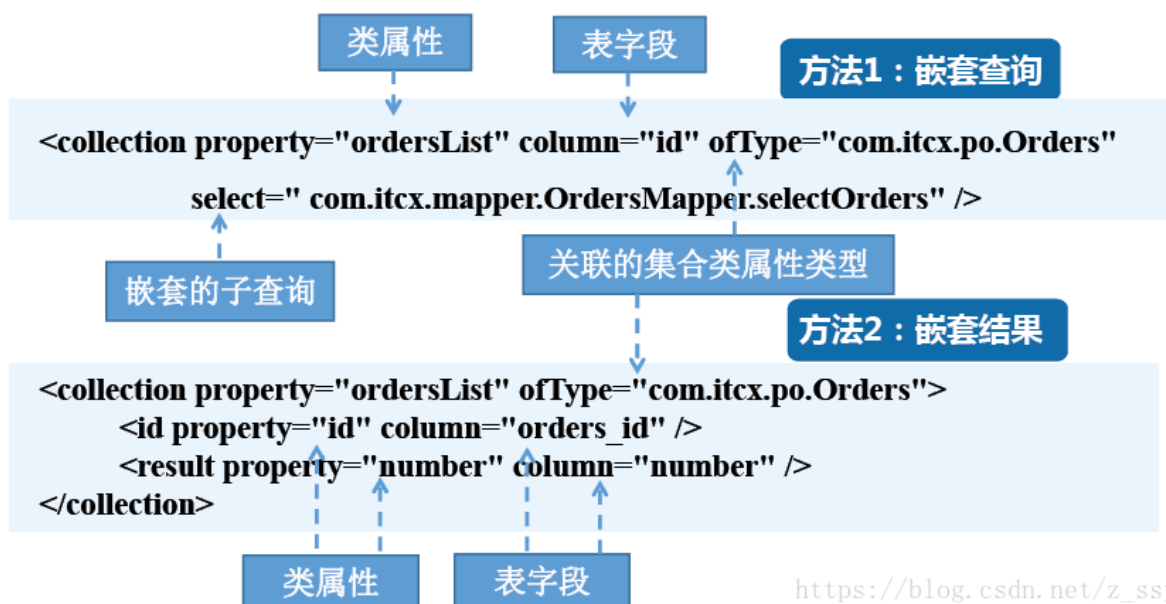 类属性
表字段
方法1：嵌套查询
<collection property="ordersList" column="id" ofType="com.itcx.po.Orders"
select=" com.itcx.mapper.OrdersMapper.selectOrders" />
嵌套的子查询
关联的集合类属性类型
方法2：嵌套结果
<collection property="ordersList" ofType="com.itcx.po.Orders">
<id property="id" column="orders_id" />
<result property="number" column="number" />
</collection>
类属性
表字段
https://blog.csdn.net/z_ss